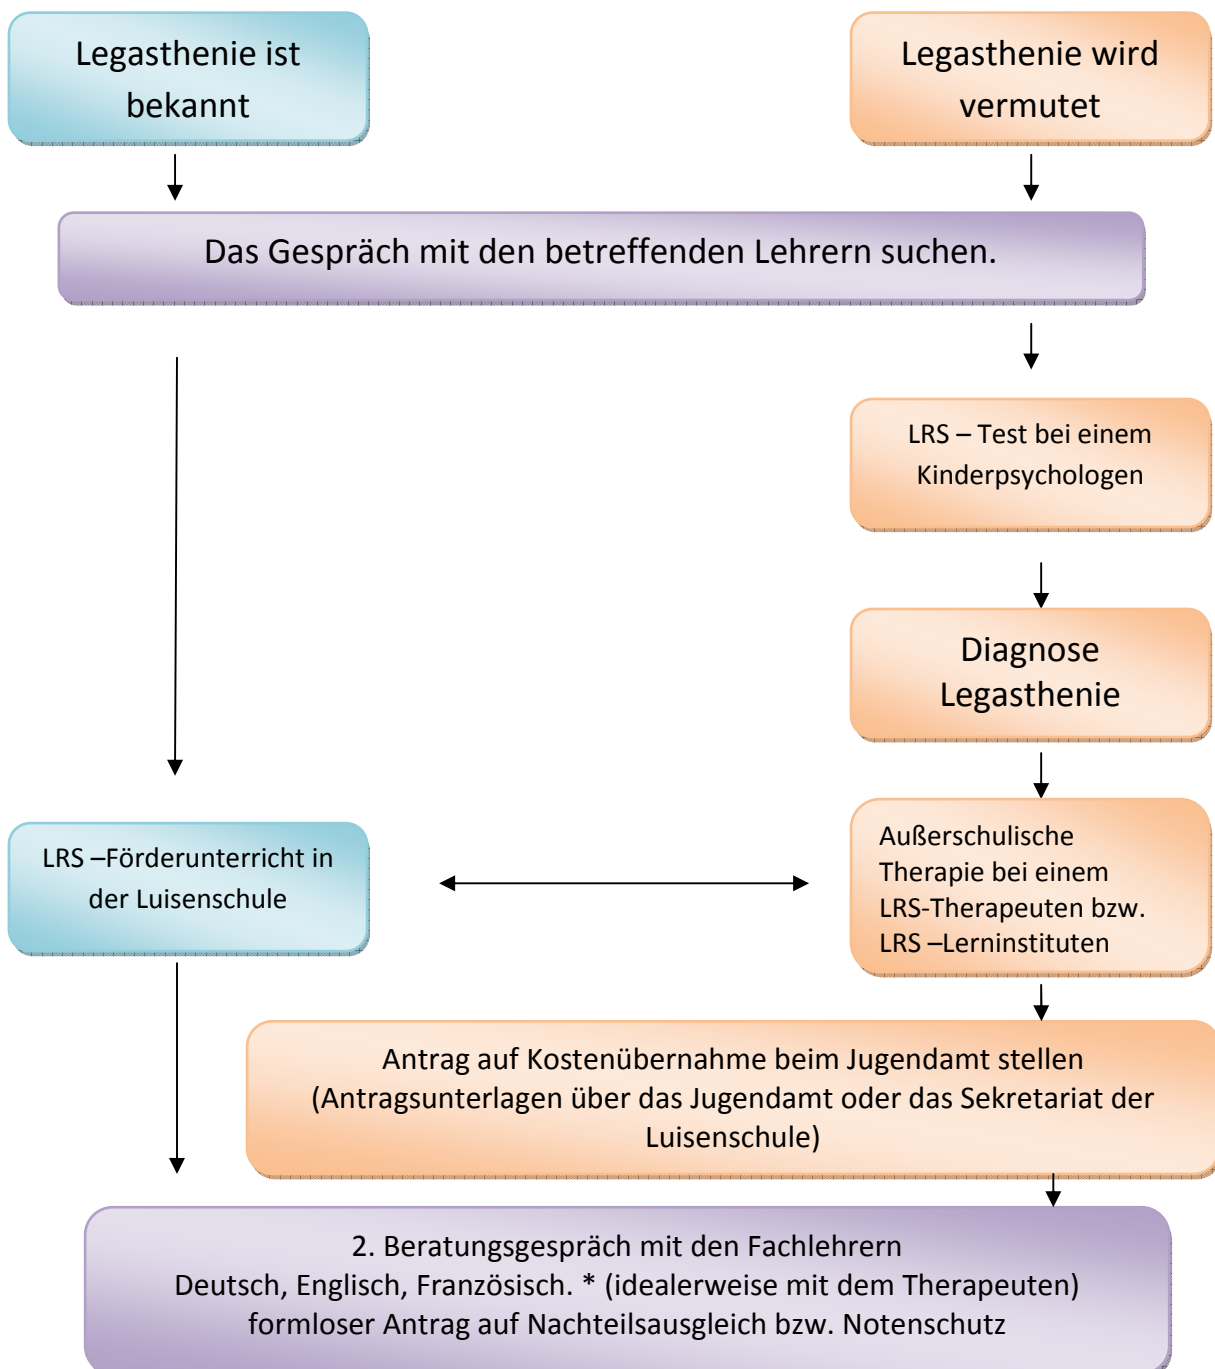 Legasthenie ist
bekannt
Legasthenie wird
vermutet
Das Gespräch mit den betreffenden Lehrern suchen.
LRS – Test bei einem
Kinderpsychologen
Diagnose
Legasthenie
LRS –Förderunterricht in
der Luisenschule
Außerschulische
Therapie bei einem
LRS-Therapeuten bzw.
LRS –Lerninstituten
Antrag auf Kostenübernahme beim Jugendamt stellen
(Antragsunterlagen über das Jugendamt oder das Sekretariat der
Luisenschule)
2. Beratungsgespräch mit den Fachlehrern
Deutsch, Englisch, Französisch. * (idealerweise mit dem Therapeuten)
formloser Antrag auf Nachteilsausgleich bzw. Notenschutz